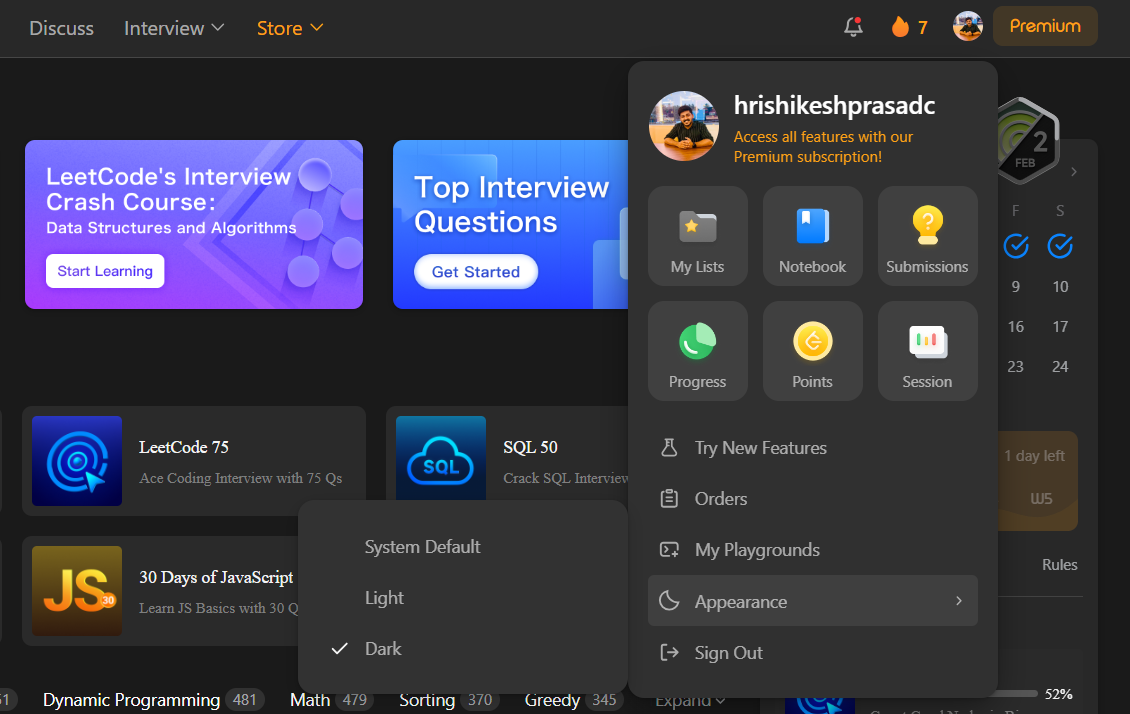 Discuss
Interview
Store
7
Premium
hrishikeshprasadc
Access all features with our
Premium subscription!
2
FEB
LeetCode's Interview
Crash Course:
Data Structures and Algorithms
Start Learning
Top Interview
Questions
Get Started
My Lists
Notebook
Submissions
Progress
Points
Session
F S
9 10
16 17
23 24
LeetCode 75
Ace Coding Interview with 75 Qs
SQL
SQL 50
Crack SQL Interview
JS 30
30 Days of JavaScript
Learn JS Basics with 30 Q
System Default
Light
Dark
Try New Features
Orders
My Playgrounds
Appearance
Sign Out
1 day left
W5
Rules
Dynamic Programming 481
Math 479
Sorting 370
Greedy 345
Expand
52%